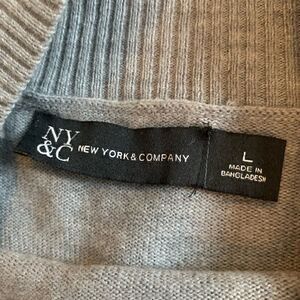 NY
&C NEW YORK & COMPANY
L
MADE IN
BANGLADESH